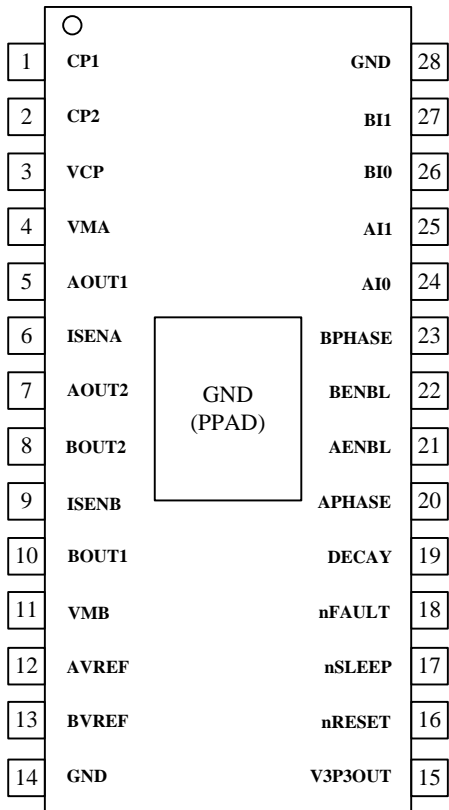 1 CP1 GND 28
2 CP2 BI1 27
3 VCP BI0 26
4 VMA AI1 25
5 AOUT1 AI0 24
6 ISENA BPHASE 23
7 AOUT2 BENBL 22
8 BOUT2 AENBL 21
9 ISENB APHASE 20
10 BOUT1 DECAY 19
11 VMB nFAULT 18
12 AVREF nSLEEP 17
13 BVREF nRESET 16
14 GND V3P3OUT 15
GND
(PPAD)